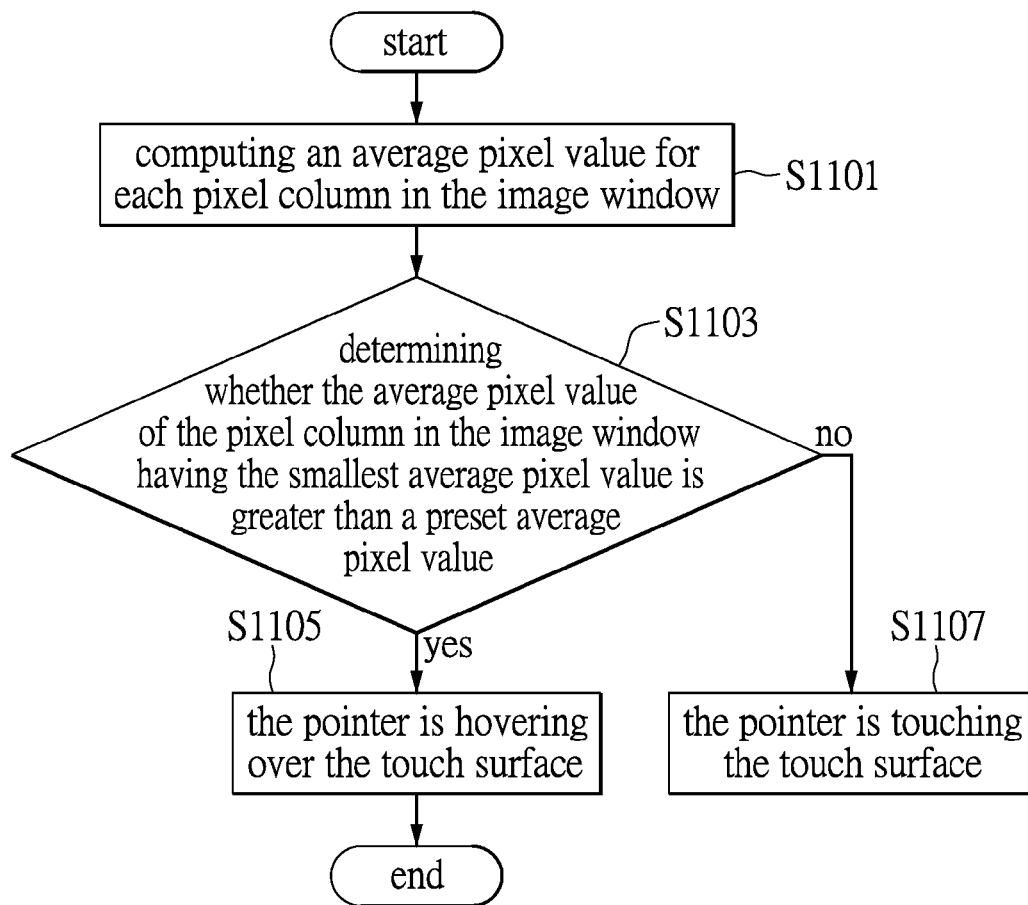 start
computing an average pixel value for
each pixel column in the image window
S1101
S1103
determining
whether the average pixel value
of the pixel column in the image window
having the smallest average pixel value is
greater than a preset average
pixel value
no
yes
S1105
the pointer is hovering
over the touch surface
S1107
the pointer is touching
the touch surface
end